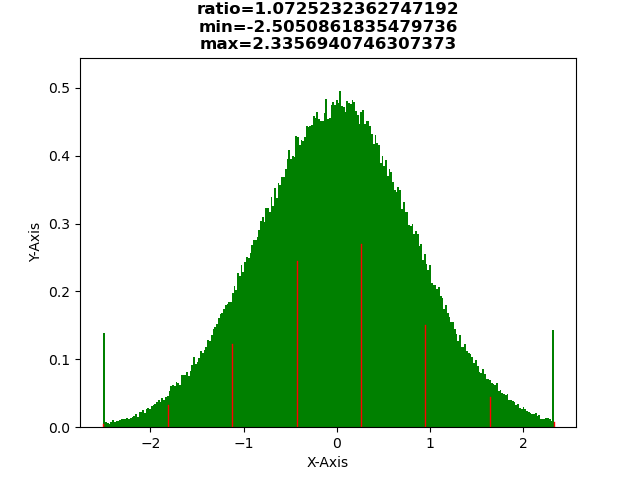 ratio=1.0725232362747192
min=-2.5050861835479736
max=2.3356940746307373
0.5
0.4
0.3
0.2
0.1
0.0
Y-Axis
−2
−1
0
1
2
X-Axis